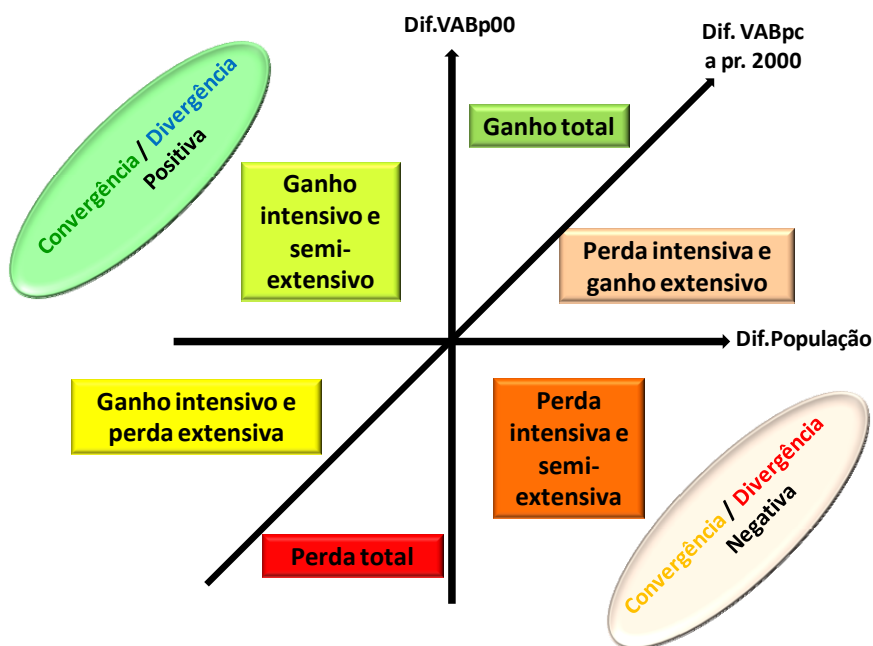 Dif.VABp00
Dif. VABpc
a pr. 2000
Convergência / Divergência
Positiva
Ganho total
Ganho
intensivo e
semi-
extensivo
Perda intensiva e
ganho extensivo
Dif.População
Ganho intensivo e
perda extensiva
Perda
intensiva e
semi-
extensiva
Convergência / Divergência
Negativa
Perda total